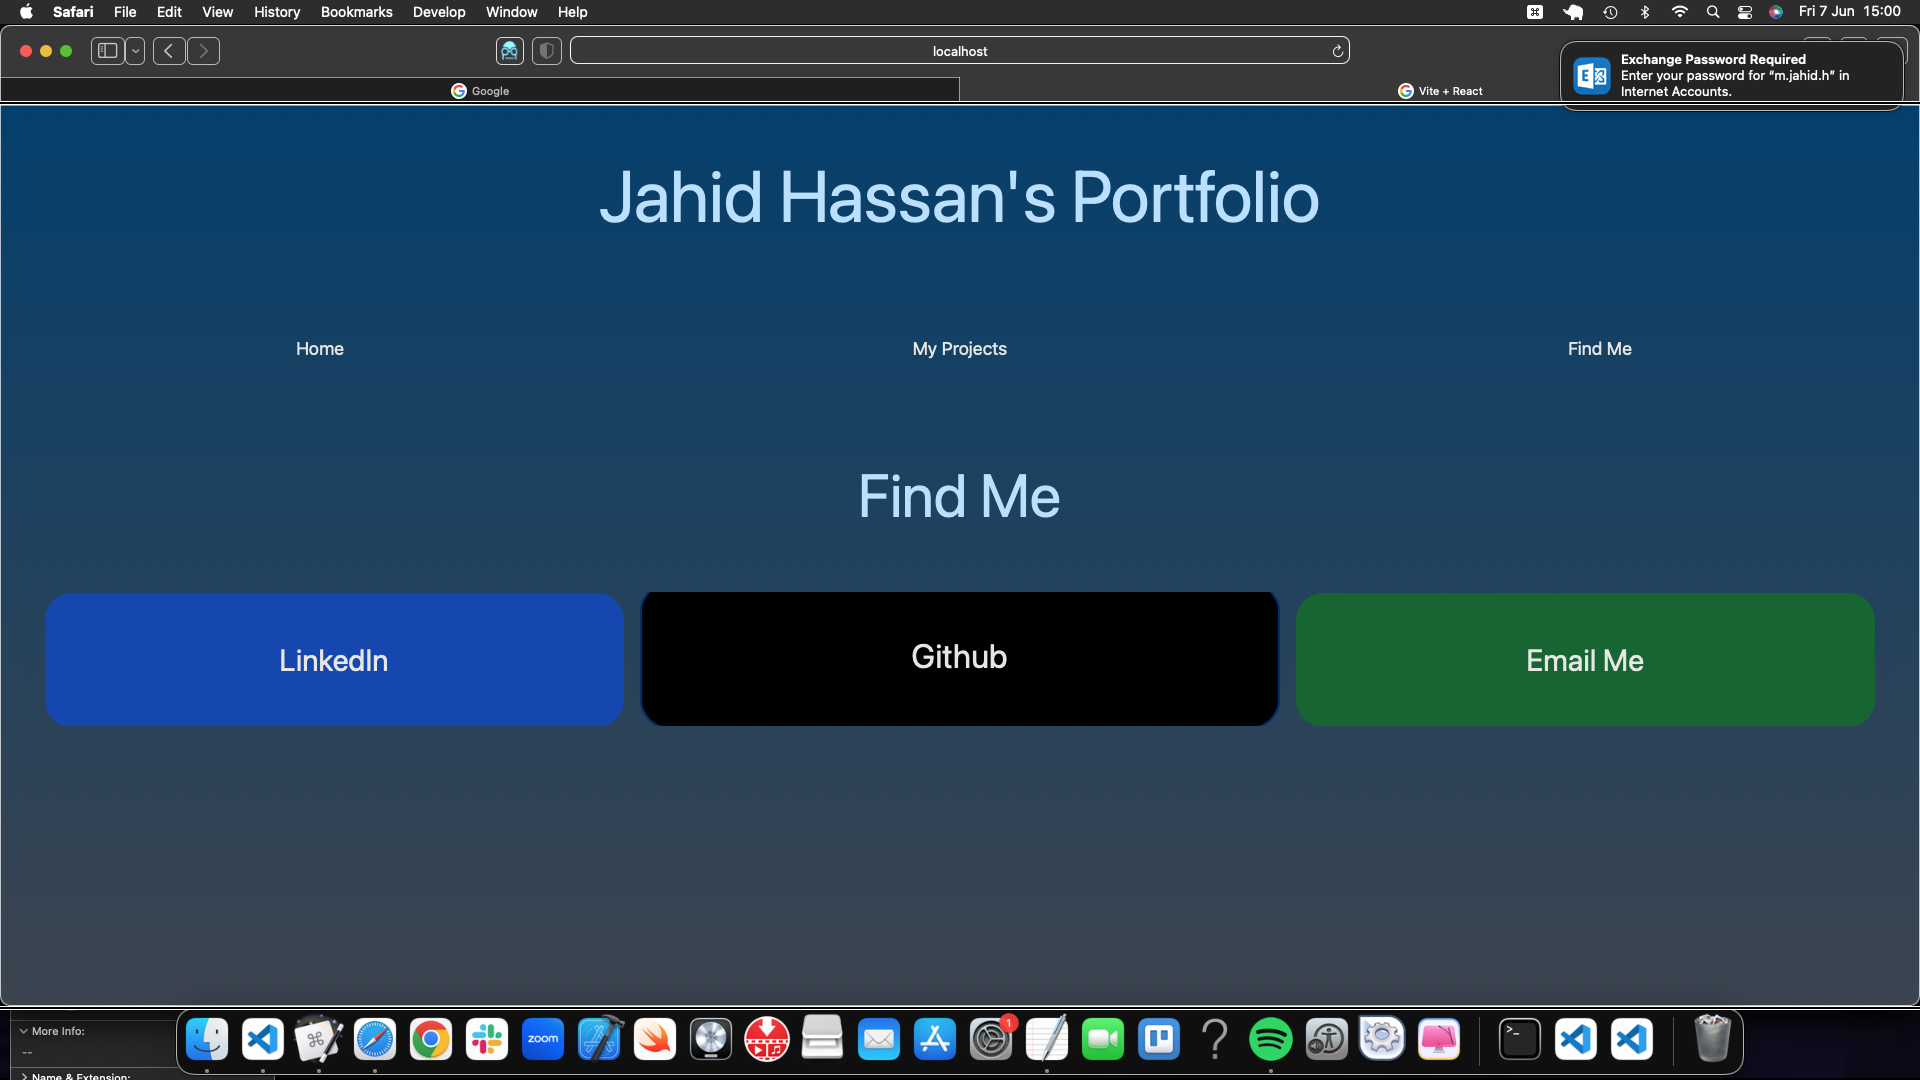 Safari File Edit View History Bookmarks Develop Window Help Fri 7 Jun 15:00
localhost
Exchange Password Required
Enter your password for “m.jahid.h” in
Internet Accounts.
Google
Vite + React
Jahid Hassan's Portfolio
Home My Projects Find Me
Find Me
LinkedIn Github Email Me
More Info:
--
Name & Extension:
zoom
1